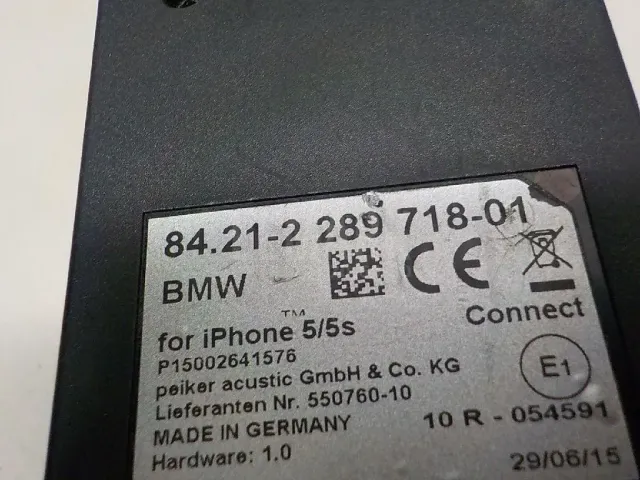 84.21-2 289 718-01
BMW
CE
™
for iPhone 5/5s
Connect
P15002641576
peiker acustic GmbH & Co. KG
E1
Lieferanten Nr. 550760-10
MADE IN GERMANY
10 R - 054591
Hardware: 1.0
29/06/15